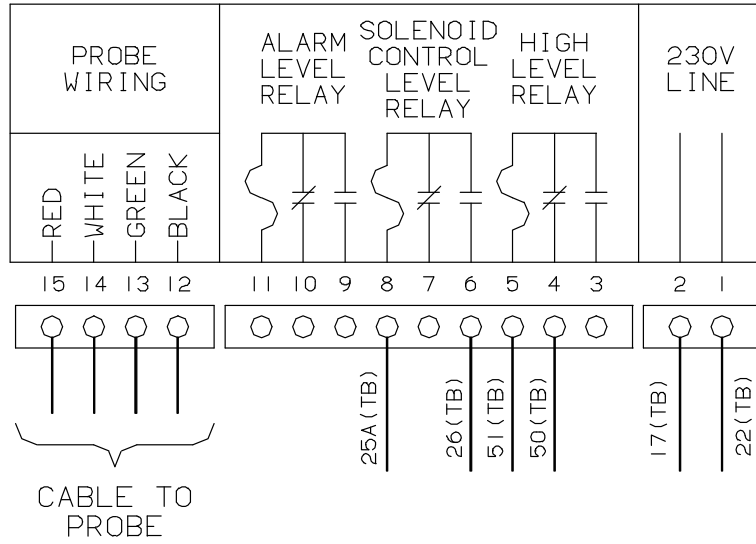 PROBE
WIRING
ALARM
LEVEL
RELAY
SOLENOID
CONTROL
LEVEL
RELAY
HIGH
LEVEL
RELAY
230V
LINE
RED
WHITE
GREEN
BLACK
15 14 13 12 11 10 9 8 7 6 5 4 3 2 1
25A(TB)
26(TB)
51(TB)
50(TB)
17(TB)
22(TB)
CABLE TO
PROBE